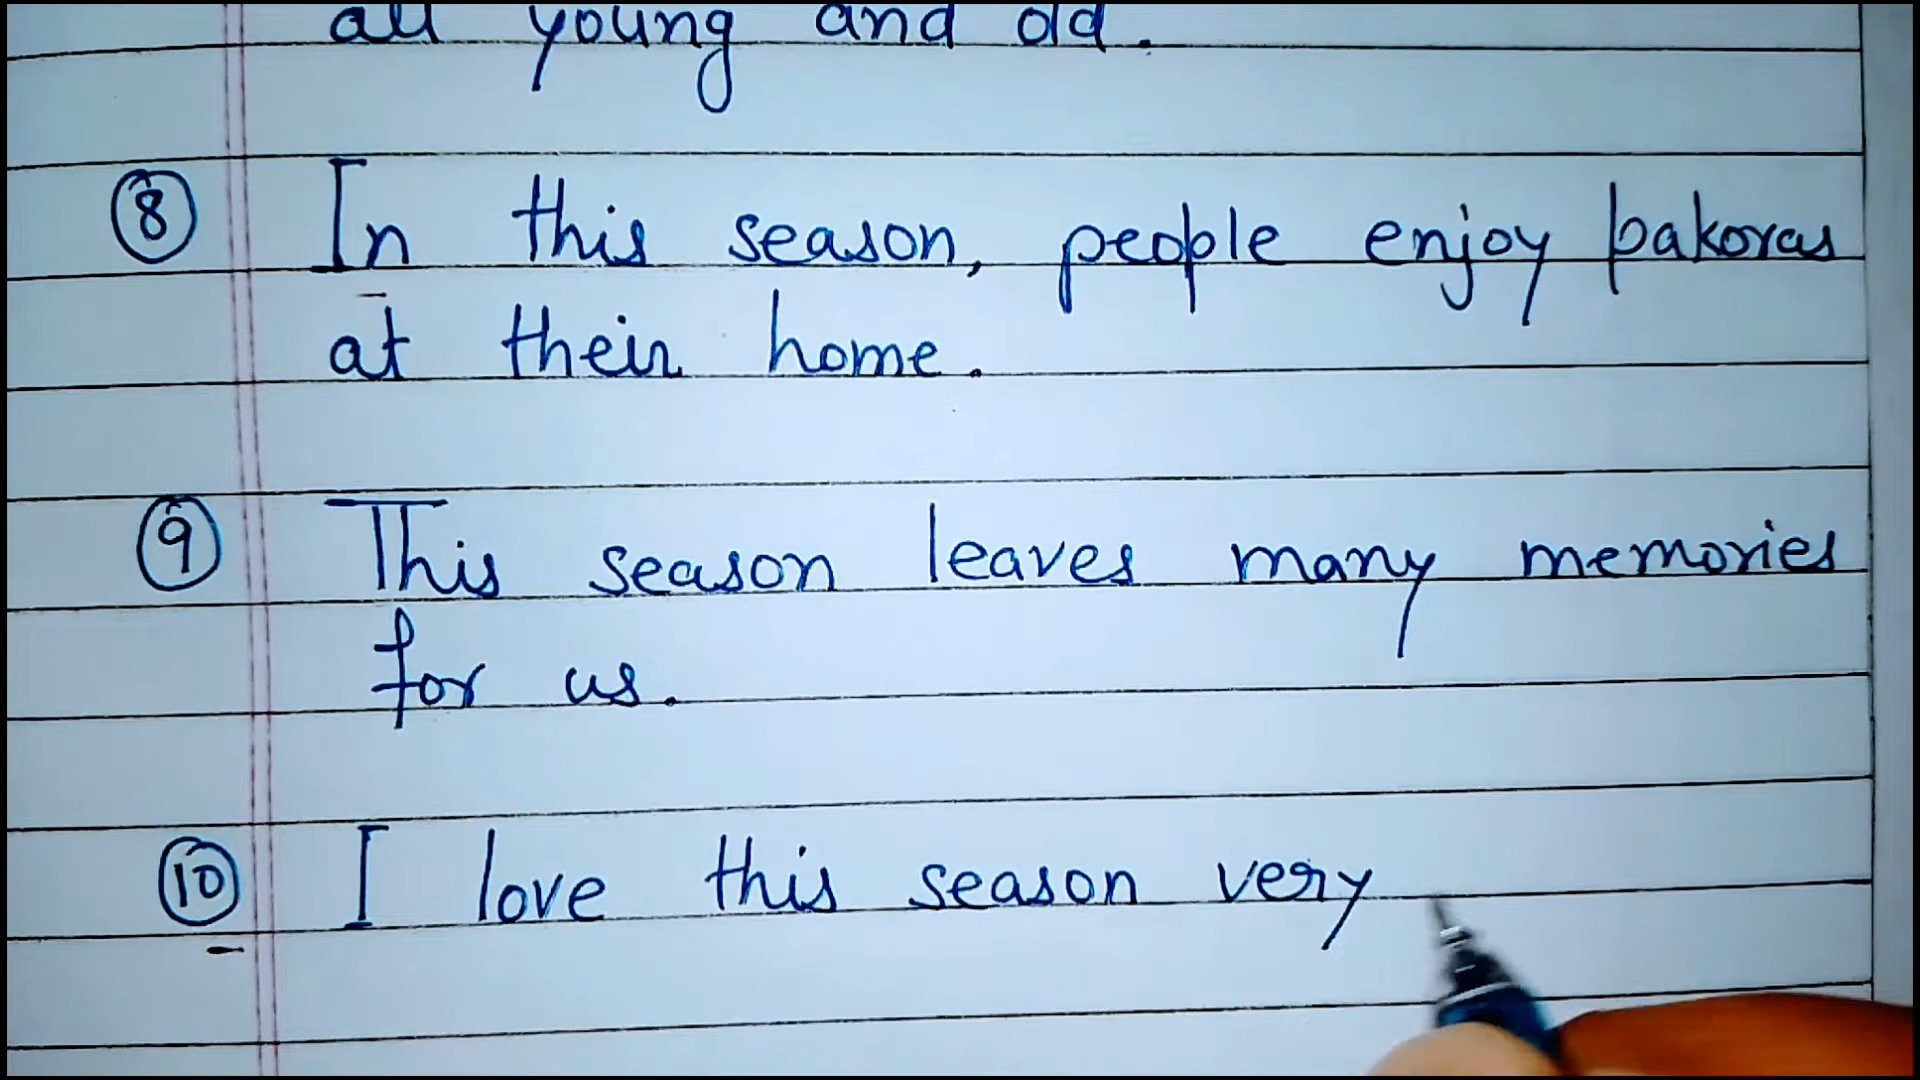 all young and old.
⑧ In this season, people enjoy pakoras
at their home.
⑨ This season leaves many memories
for us.
⑩ I love this season very